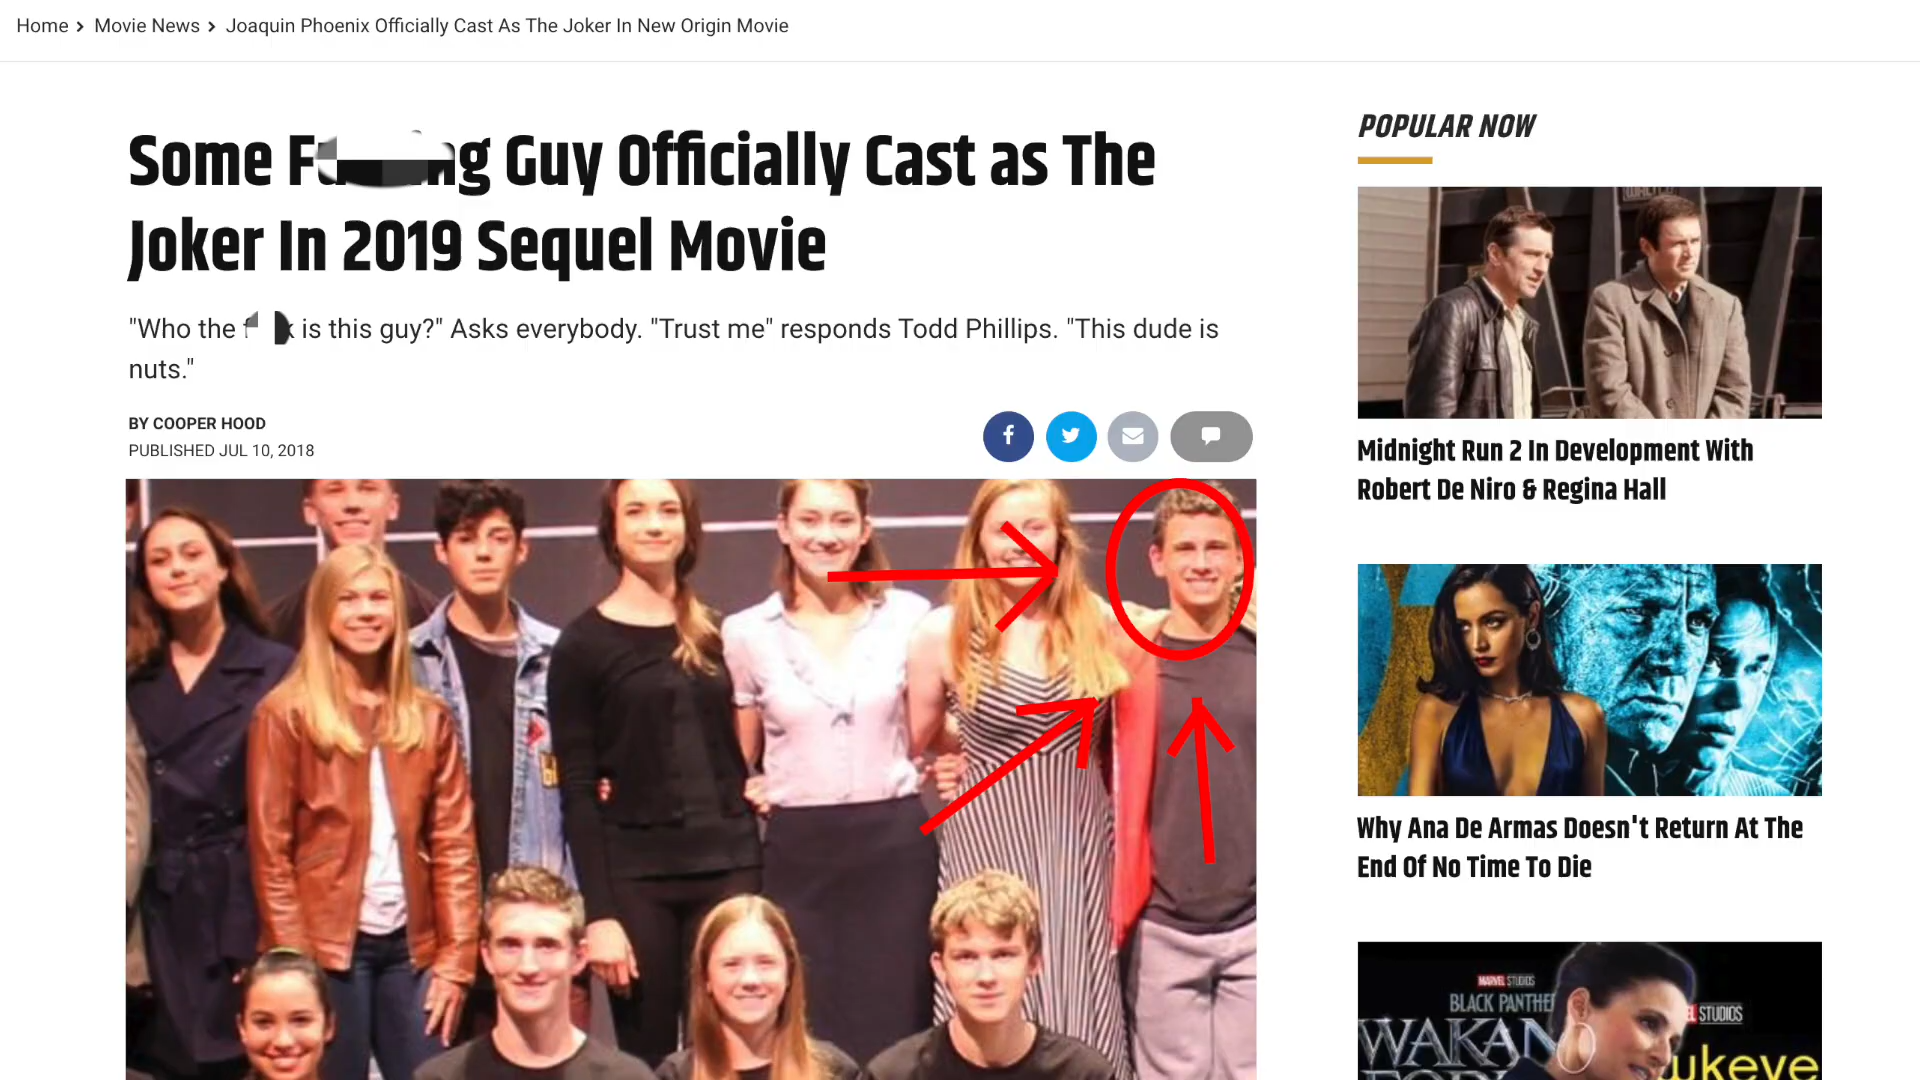 Home > Movie News > Joaquin Phoenix Officially Cast As The Joker In New Origin Movie
Some F g Guy Officially Cast as The
Joker In 2019 Sequel Movie
"Who the f k is this guy?" Asks everybody. "Trust me" responds Todd Phillips. "This dude is
nuts."
BY COOPER HOOD
PUBLISHED JUL 10, 2018
POPULAR NOW
Midnight Run 2 In Development With
Robert De Niro & Regina Hall
Why Ana De Armas Doesn't Return At The
End Of No Time To Die
MARVEL STUDIOS
BLACK PANTHE
WAKAN
STUDIOS
wkeye